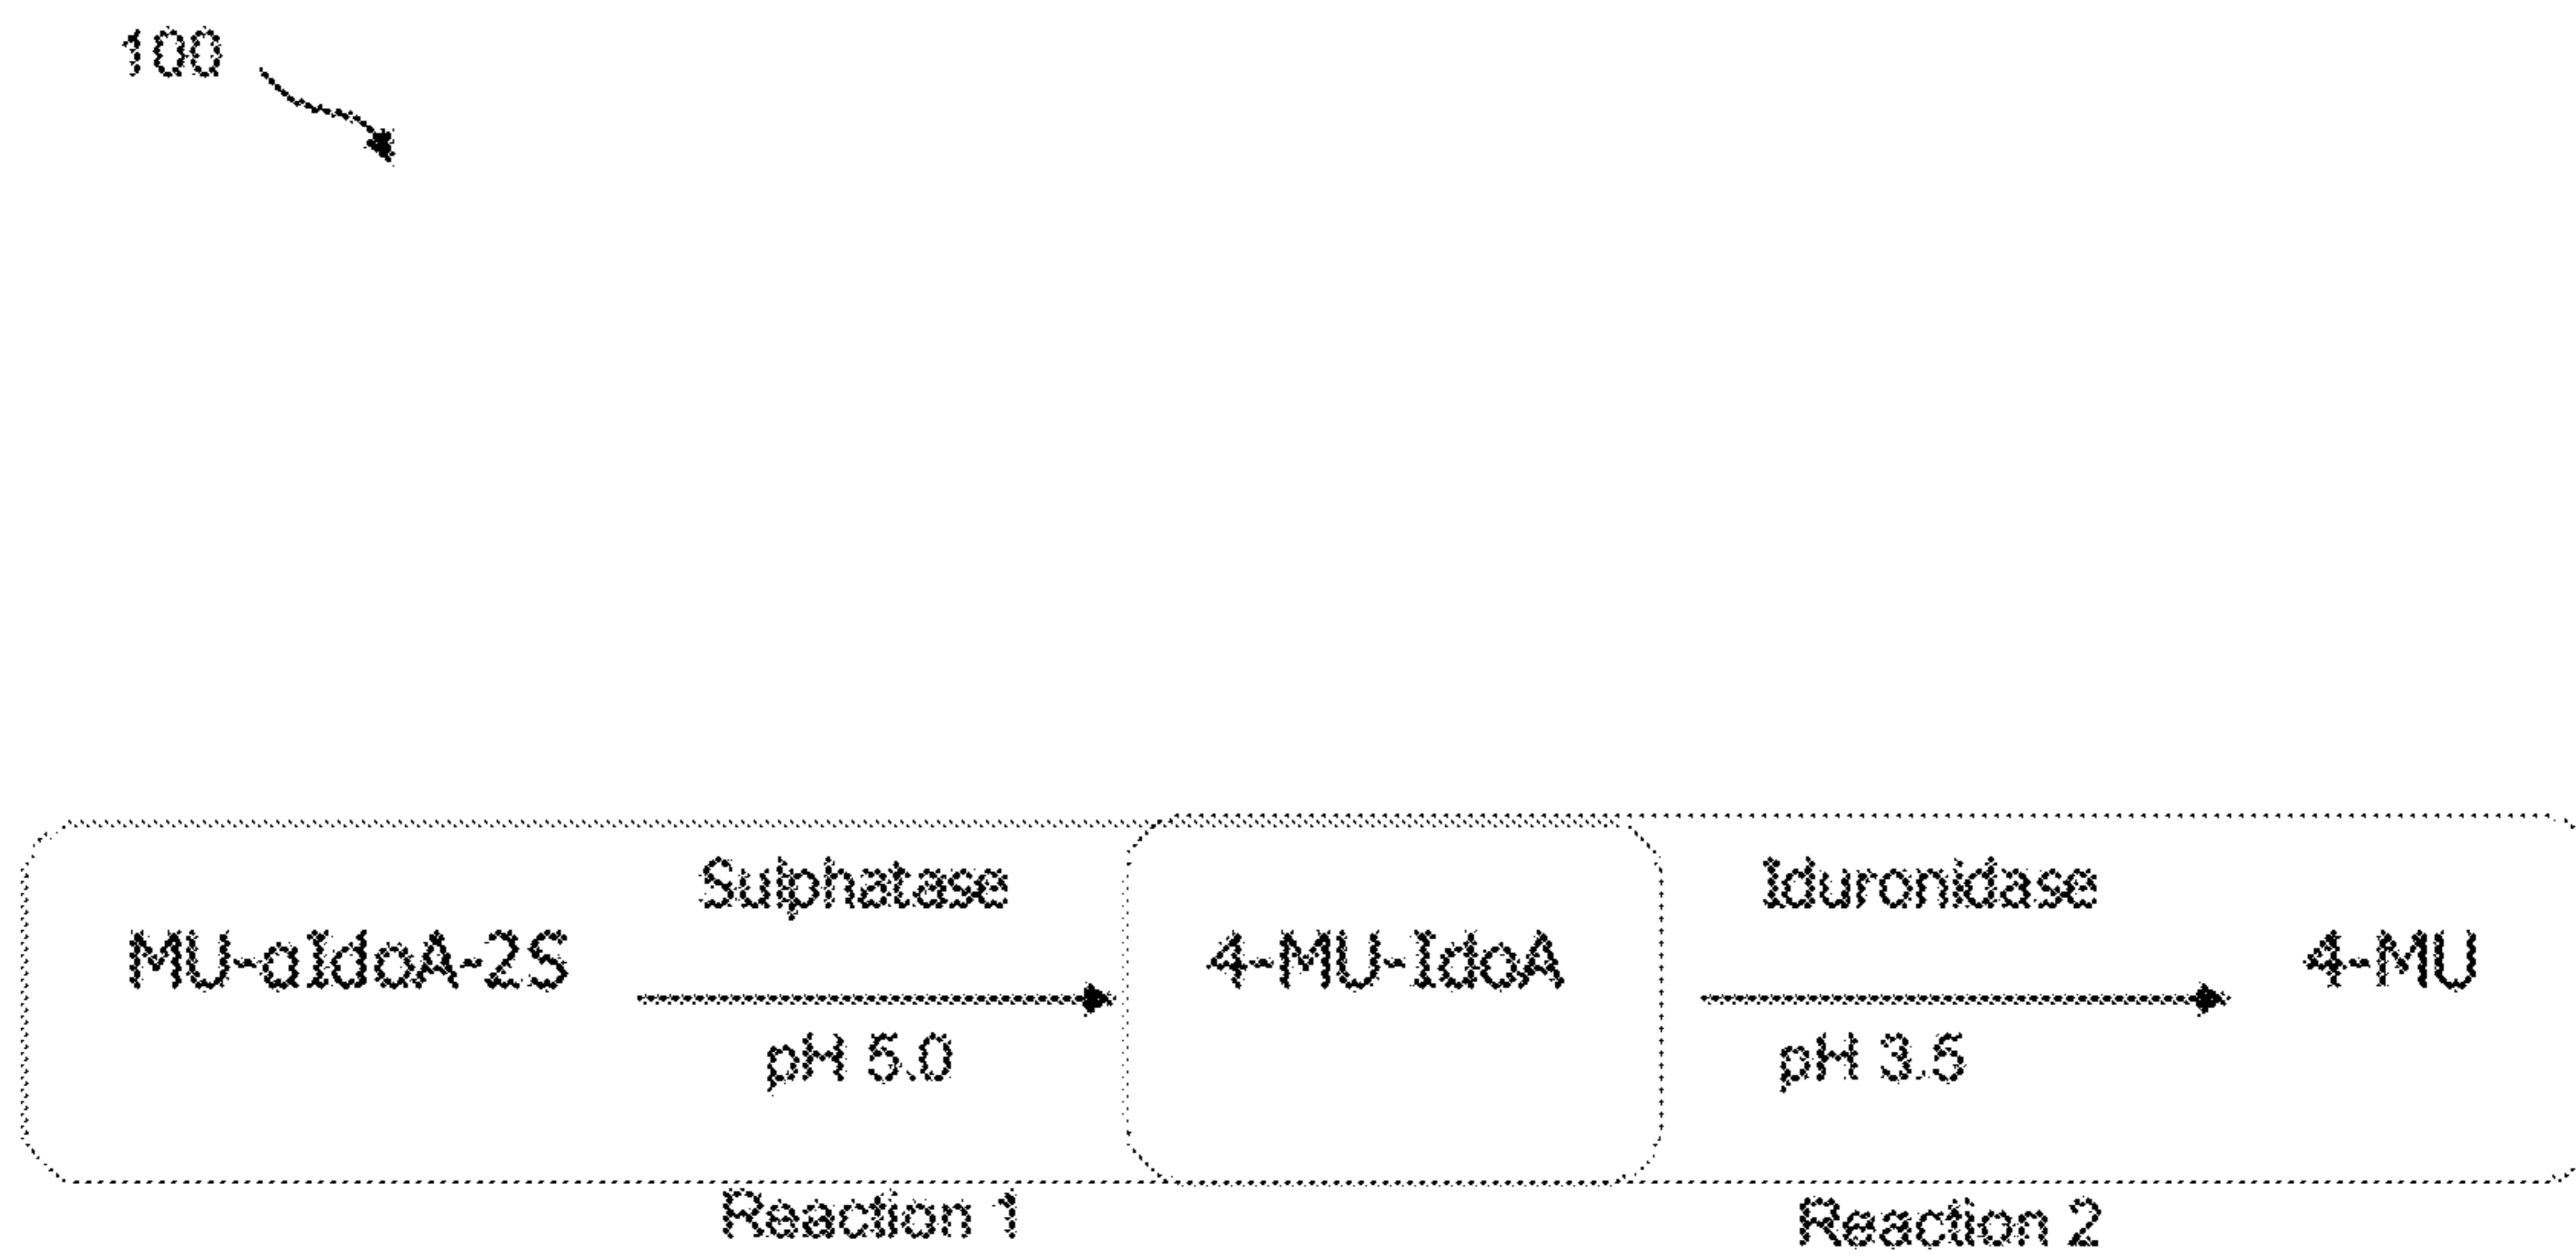 100
Sulphatase
Iduronidase
MU-αIdoA-2S
4-MU-IdoA
4-MU
pH 5.0
pH 3.5
Reaction 1
Reaction 2